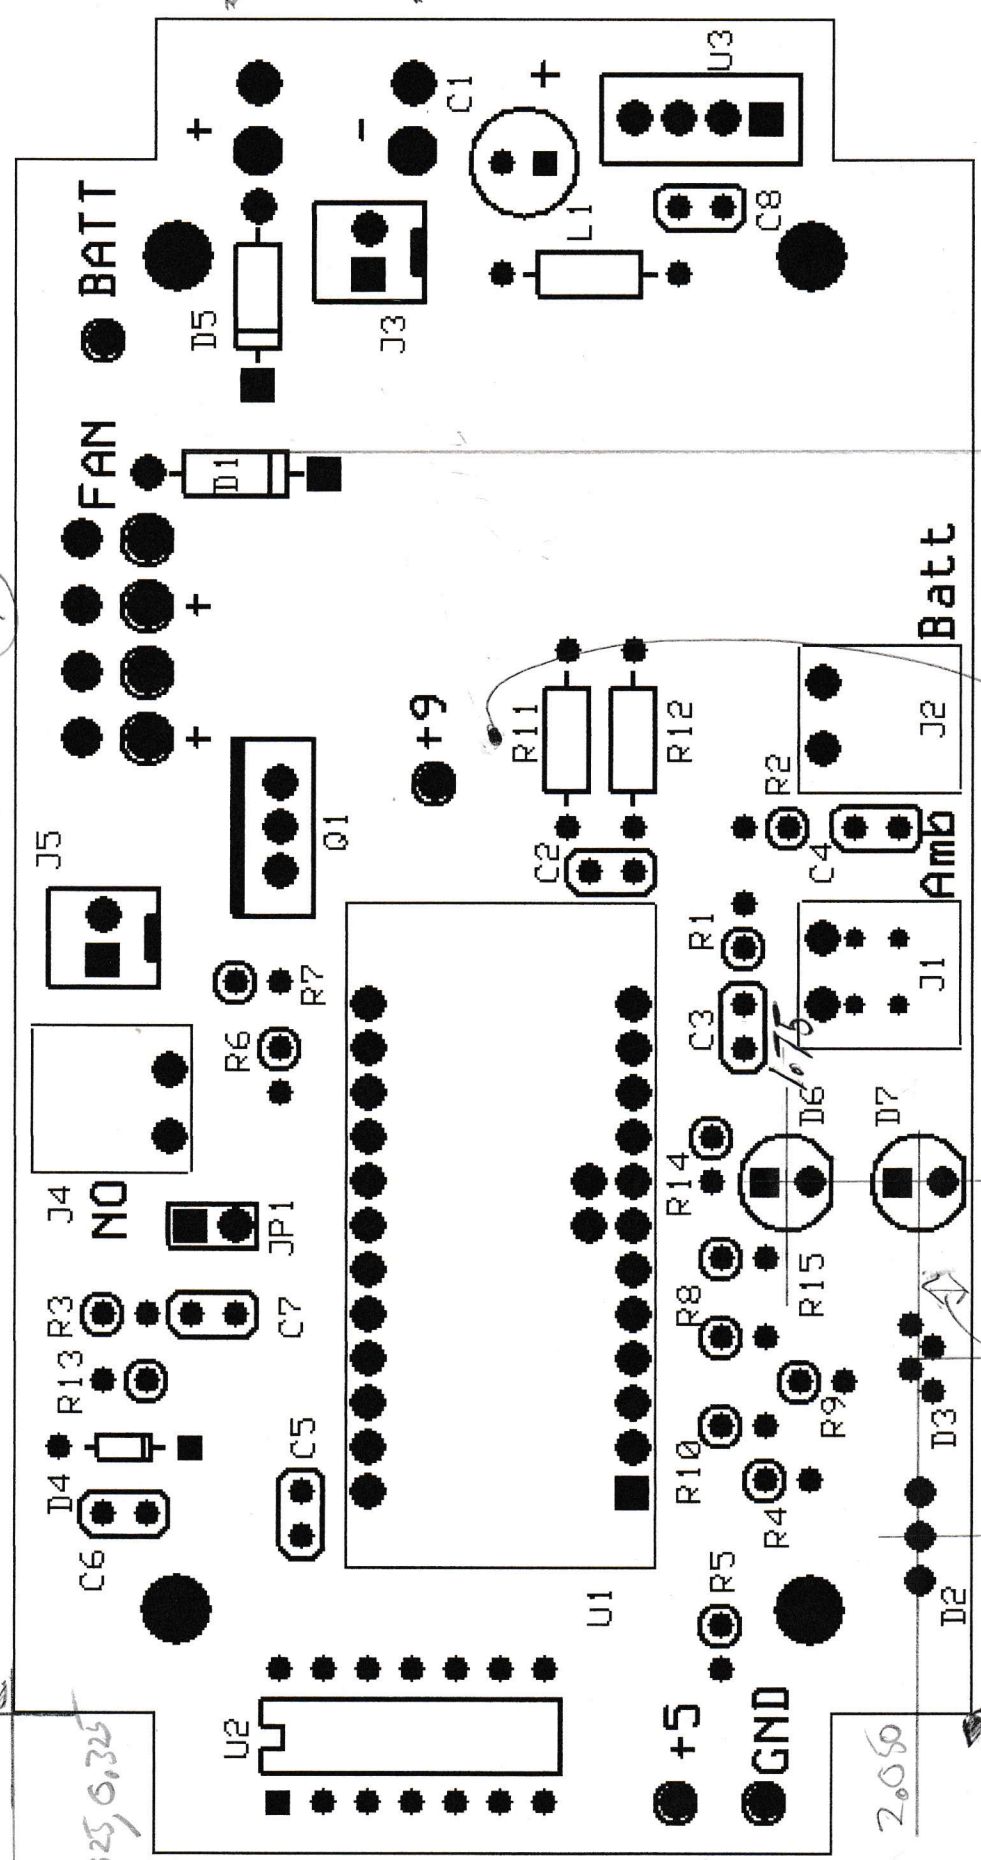 U3
C1
+
+
-
BATT
L1
C8
D5
J3
FAN
D1
+
+
Batt
+9
R11
R12
J2
R2
J5
Q1
C2
C4
Amb
R1
R7
R6
C3
J1
1.75
D6
D7
R14
J4
NO
JP1
R3
C7
R8
R15
R13
R9
D3
C5
R10
D4
R4
C6
R5
U1
D2
U2
+5
GND
2.050